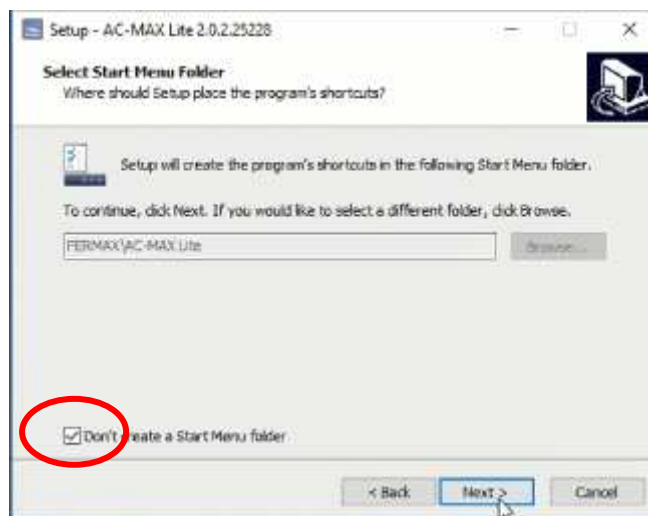 Setup - AC-MAX Lite 2.0.2.25228
Select Start Menu Folder
Where should Setup place the program's shortcuts?
Setup will create the program's shortcuts in the following Start Menu folder.
To continue, click Next. If you would like to select a different folder, click Browse.
FERMAX\AC-MAX Lite
Browse...
Don't create a Start Menu folder
< Back
Next >
Cancel